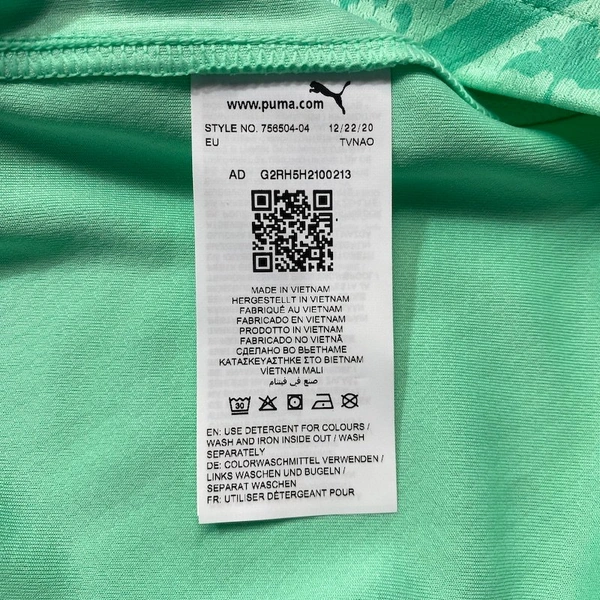 www.puma.com
STYLE NO. 756504-04 12/22/20
EU TVNAO
AD G2RH5H2100213
MADE IN VIETNAM
HERGESTELLT IN VIETNAM
FABRIQUÉ AU VIETNAM
FABRICADO EN VIETNAM
PRODOTTO IN VIETNAM
FABRICADO NO VIETNÃ
СДЕЛАНО ВО ВЬЕТНАМЕ
ΚΑΤΑΣΚΕΥΑΣΤΗΚΕ ΣΤΟ ΒΙΕΤΝΑΜ
VİETNAM MALI
صنع في فيتنام
30
EN: USE DETERGENT FOR COLOURS /
WASH AND IRON INSIDE OUT / WASH
SEPARATELY
DE: COLORWASCHMITTEL VERWENDEN /
LINKS WASCHEN UND BUGELN /
SEPARAT WASCHEN
FR: UTILISER DÉTERGENT POUR